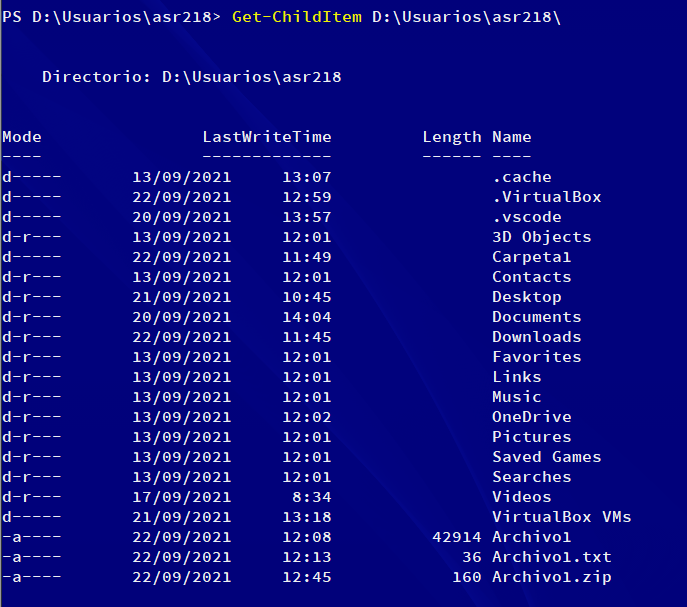 PS D:\Usuarios\asr218> Get-ChildItem D:\Usuarios\asr218\
    Directorio: D:\Usuarios\asr218
Mode                LastWriteTime         Length Name
----                -------------         ------ ----
d-----       13/09/2021     13:07                .cache
d-----       22/09/2021     12:59                .VirtualBox
d-----       20/09/2021     13:57                .vscode
d-r---       13/09/2021     12:01                3D Objects
d-----       22/09/2021     11:49                Carpeta1
d-r---       13/09/2021     12:01                Contacts
d-r---       21/09/2021     10:45                Desktop
d-r---       20/09/2021     14:04                Documents
d-r---       22/09/2021     11:45                Downloads
d-r---       13/09/2021     12:01                Favorites
d-r---       13/09/2021     12:01                Links
d-r---       13/09/2021     12:01                Music
d-r---       13/09/2021     12:02                OneDrive
d-r---       13/09/2021     12:01                Pictures
d-r---       13/09/2021     12:01                Saved Games
d-r---       13/09/2021     12:01                Searches
d-r---       17/09/2021      8:34                Videos
d-----       21/09/2021     13:18                VirtualBox VMs
-a----       22/09/2021     12:08          42914 Archivo1
-a----       22/09/2021     12:13             36 Archivo1.txt
-a----       22/09/2021     12:45            160 Archivo1.zip